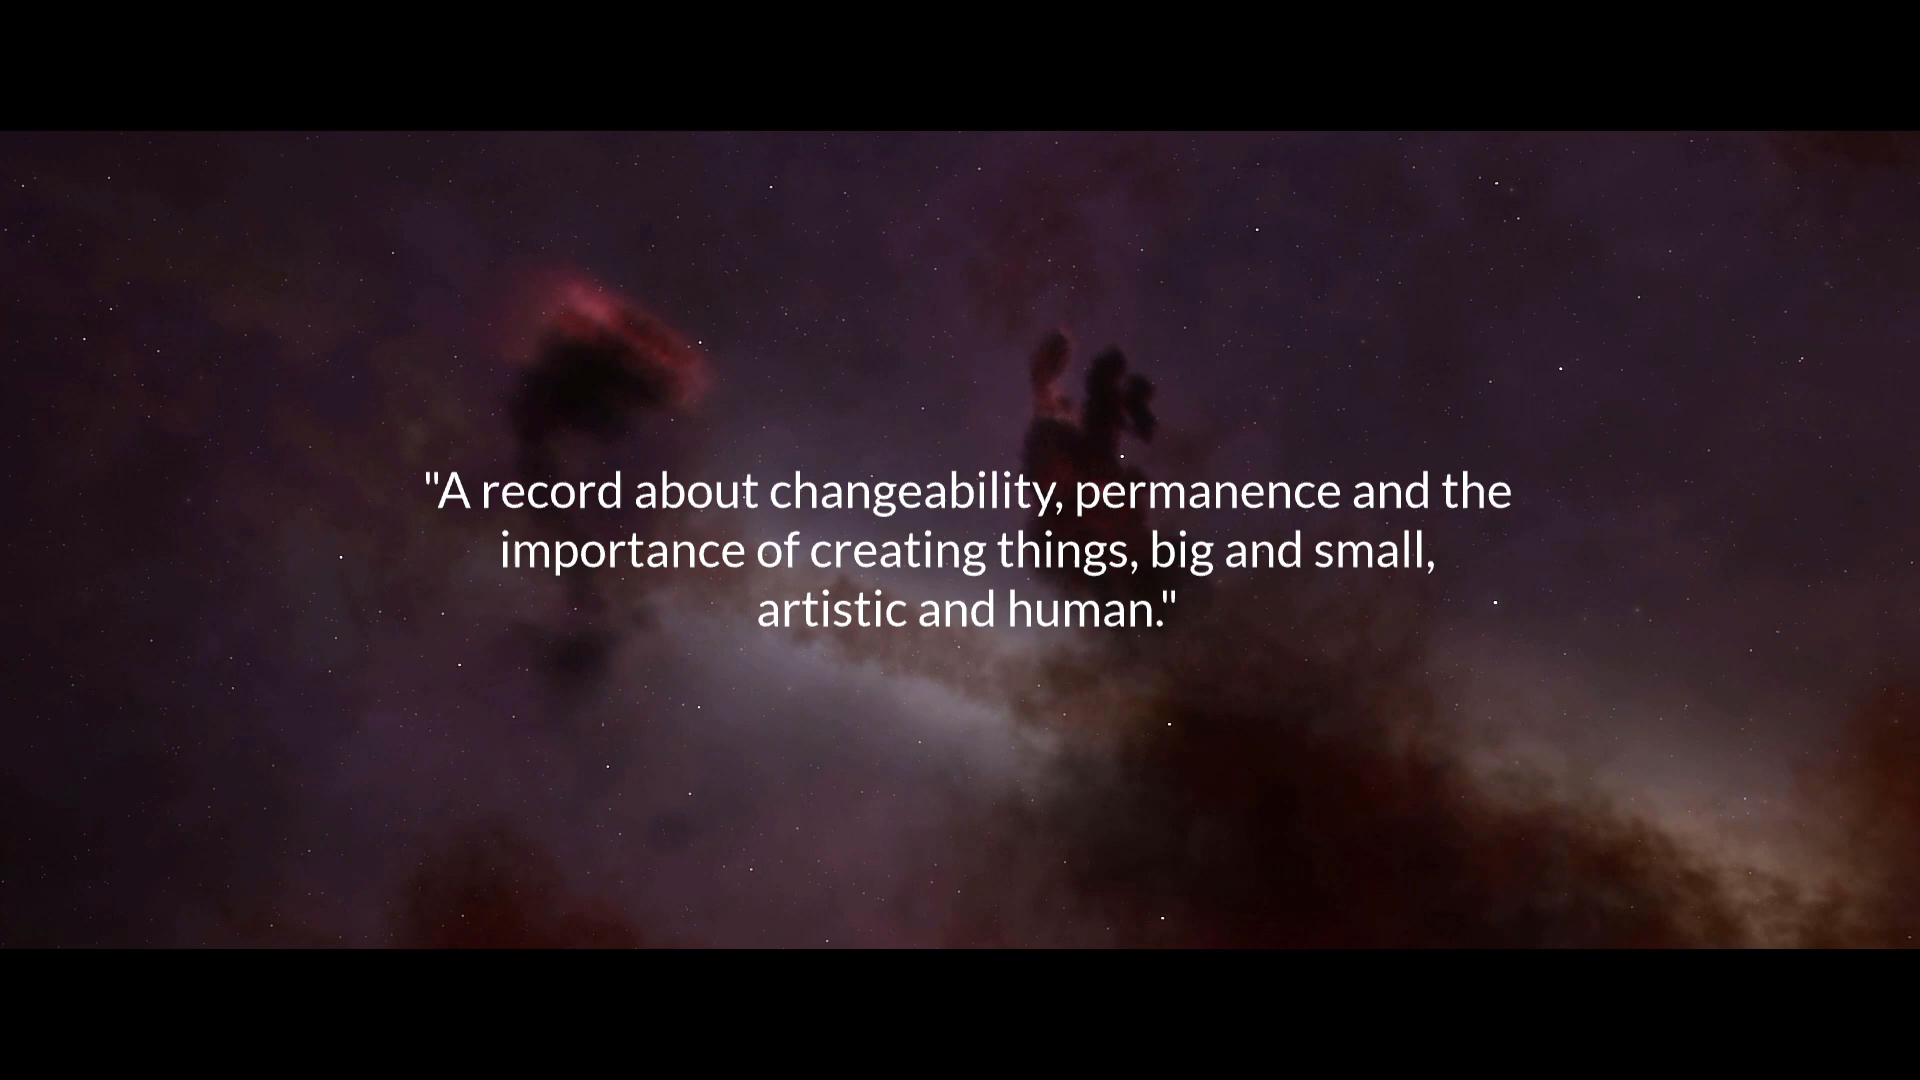 "A record about changeability, permanence and the
importance of creating things, big and small,
artistic and human."